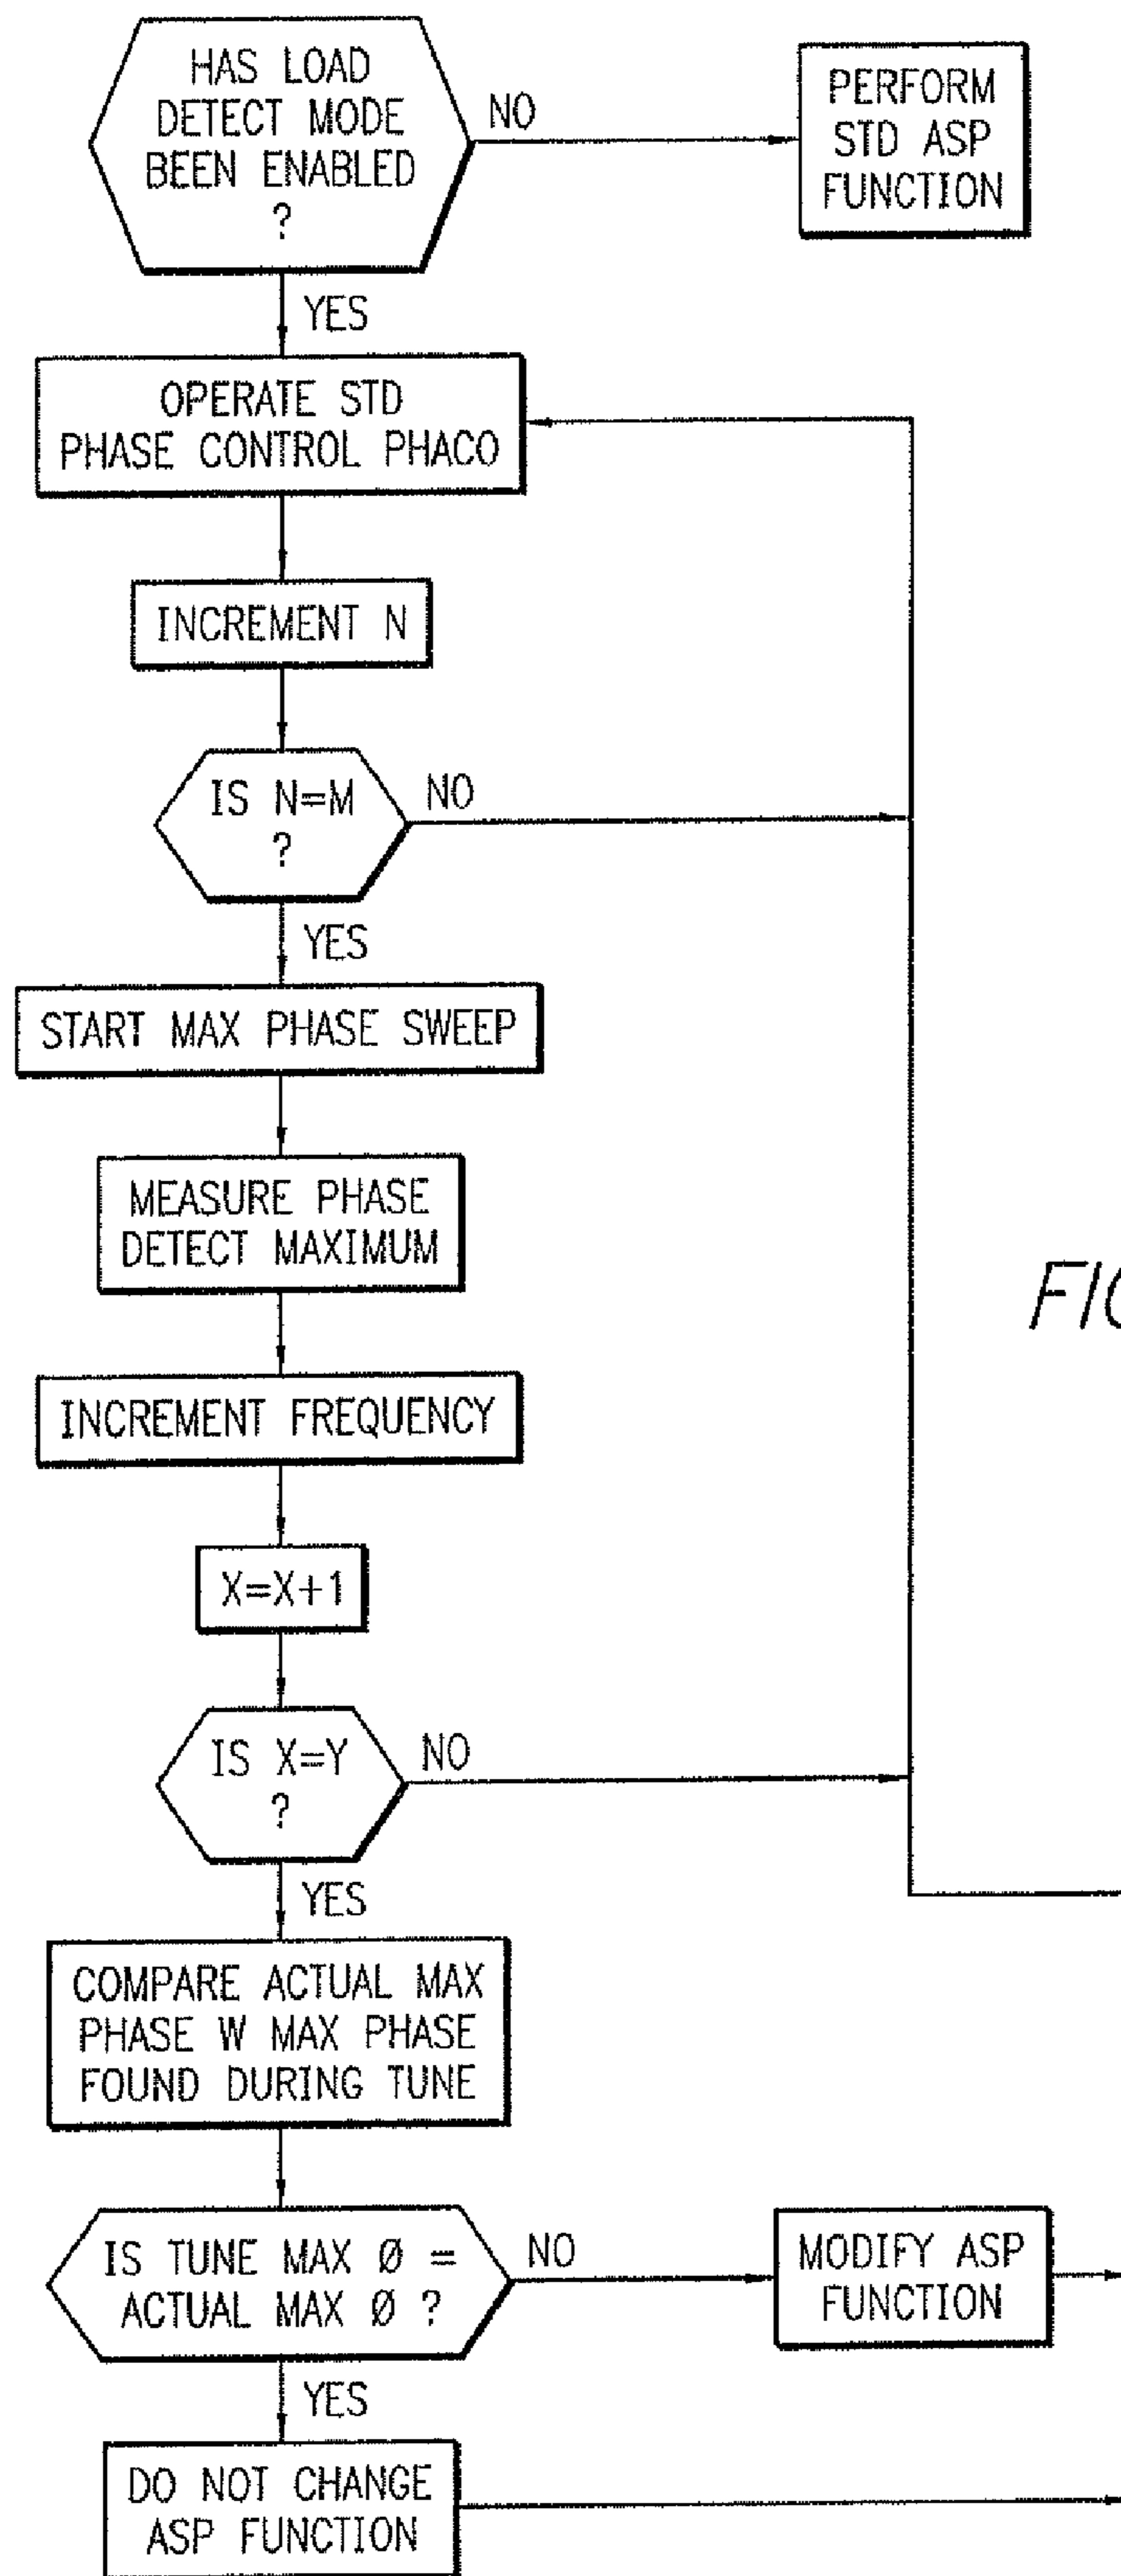 HAS LOAD
DETECT MODE
BEEN ENABLED
?
NO
PERFORM
STD ASP
FUNCTION
YES
OPERATE STD
PHASE CONTROL PHACO
INCREMENT N
IS N=M
?
NO
YES
START MAX PHASE SWEEP
MEASURE PHASE
DETECT MAXIMUM
FIG
INCREMENT FREQUENCY
X=X+1
IS X=Y
?
NO
YES
COMPARE ACTUAL MAX
PHASE W MAX PHASE
FOUND DURING TUNE
IS TUNE MAX Ø =
ACTUAL MAX Ø ?
NO
MODIFY ASP
FUNCTION
YES
DO NOT CHANGE
ASP FUNCTION